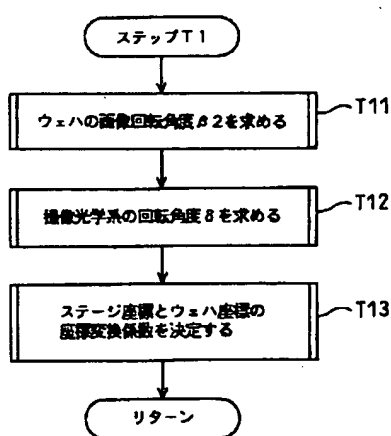 ステップT1
ウェハの画像回転角度β2を求める
T11
撮像光学系の回転角度δを求める
T12
ステージ座標とウェハ座標の
座標変換係数を決定する
T13
リターン